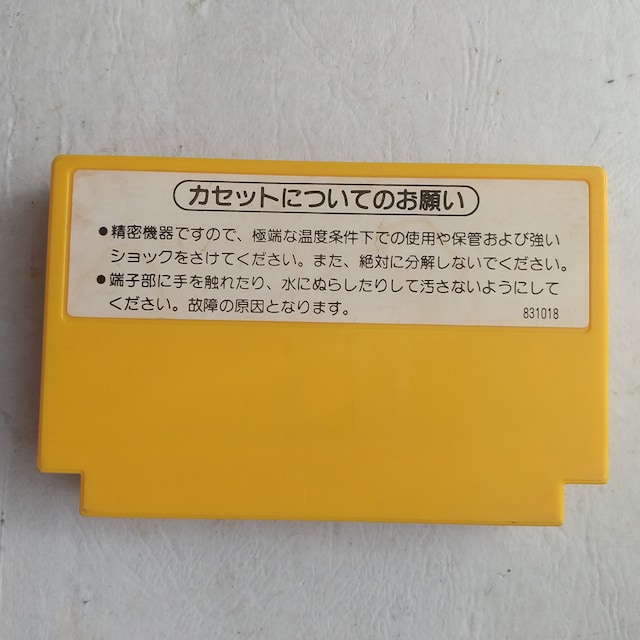 カセットについてのお願い
●精密機器ですので、極端な温度条件下での使用や保管および強い
ショックをさけてください。また、絶対に分解しないでください。
●端子部に手を触れたり、水にぬらしたりして汚さないようにして
ください。故障の原因となります。
831018